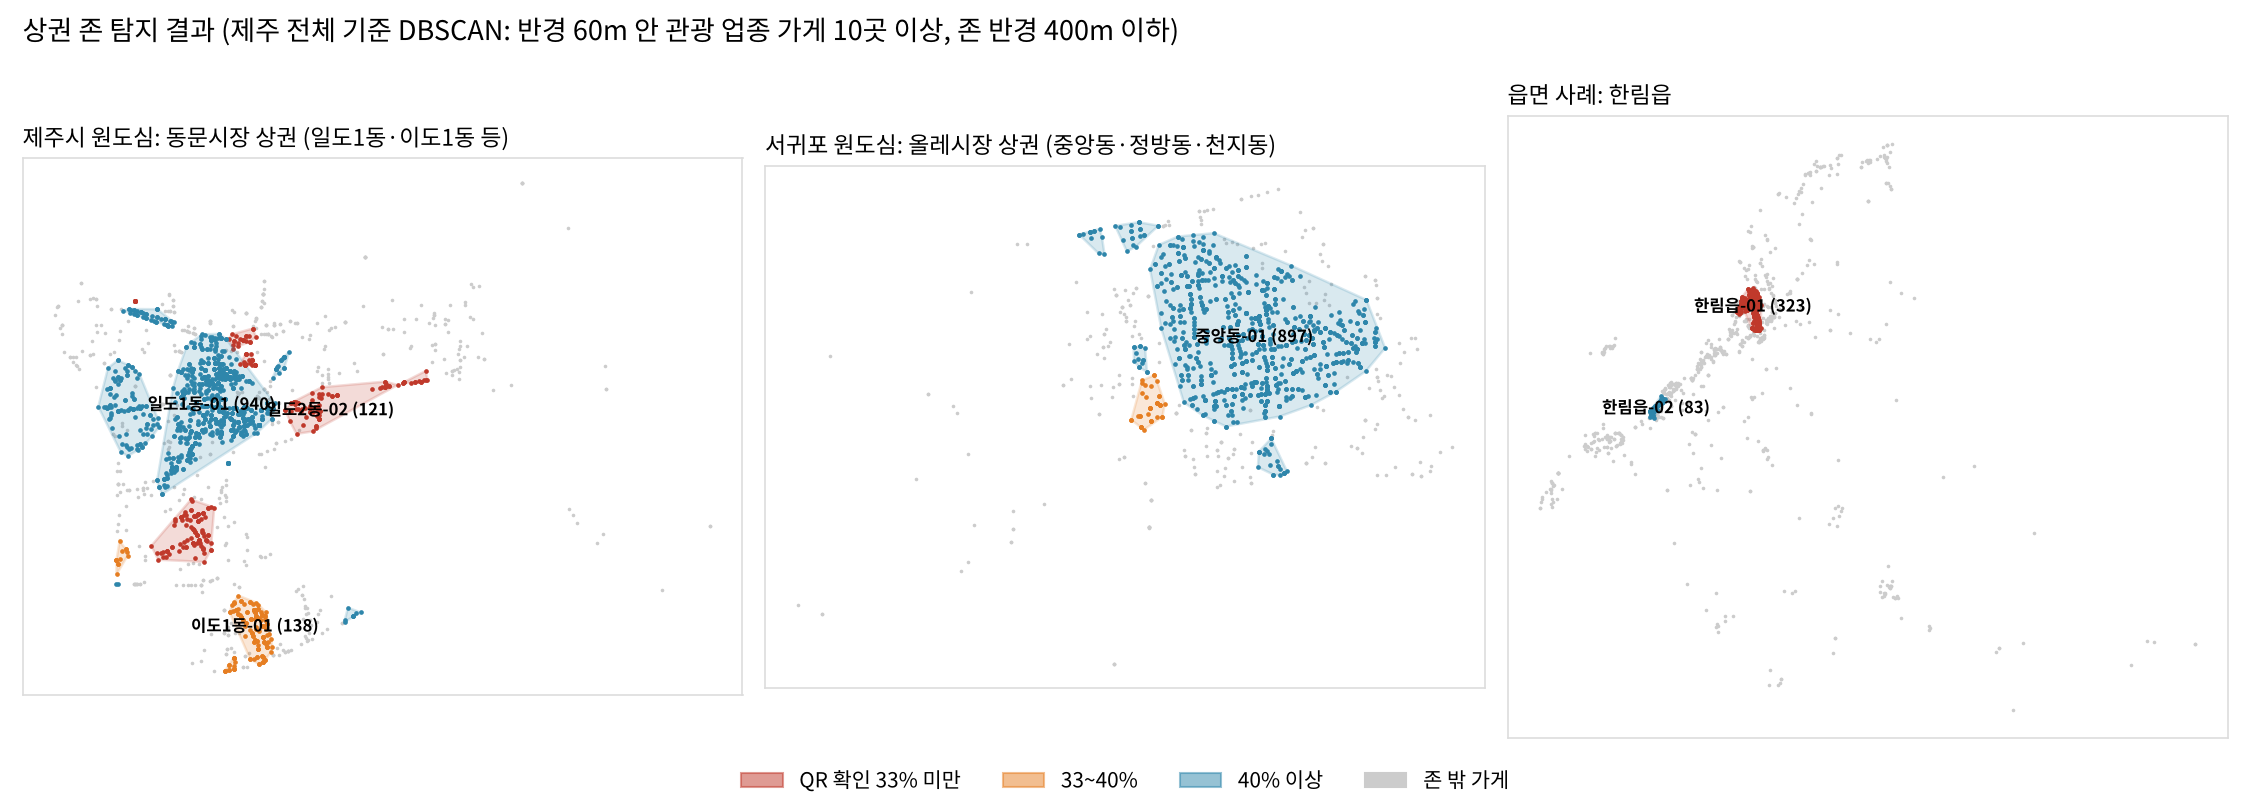 상권 존 탐지 결과 (제주 전체 기준 DBSCAN: 반경 60m 안 관광 업종 가게 10곳 이상, 존 반경 400m 이하)
제주시 원도심: 동문시장 상권 (일도1동·이도1동 등)
일도1동-01 (940)
일도2동-02 (121)
이도1동-01 (138)
서귀포 원도심: 올레시장 상권 (중앙동·정방동·천지동)
중앙동-01 (897)
읍면 사례: 한림읍
한림읍-01 (323)
한림읍-02 (83)
QR 확인 33% 미만
33~40%
40% 이상
존 밖 가게